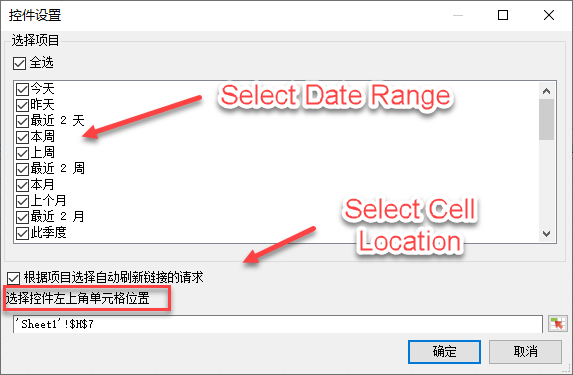 控件设置
选择项目
全选
今天
昨天
最近 2 天
本周
上周
最近 2 周
本月
上个月
最近 2 月
此季度
Select Date Range
Select Cell
Location
根据项目选择自动刷新链接的请求
选择控件左上角单元格位置
'Sheet1'!$H$7
确定
取消